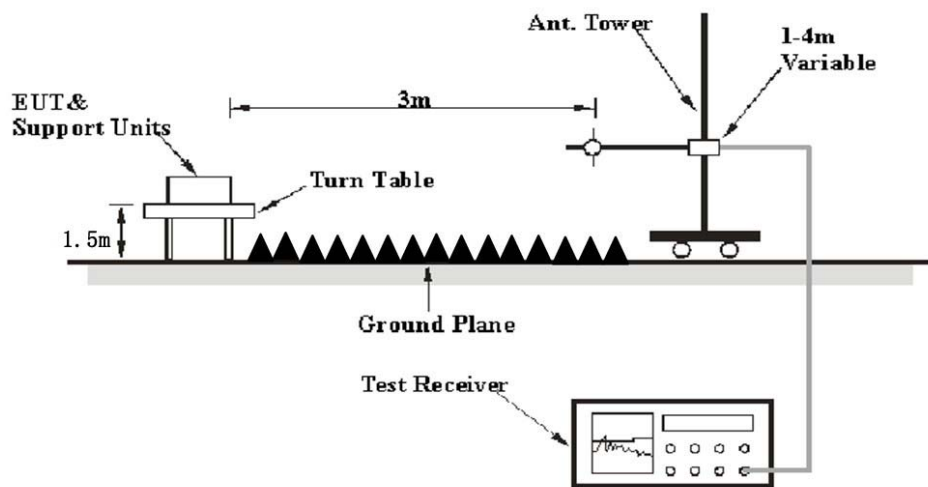 Ant. Tower
1-4m
Variable
3m
EUT&
Support Units
Turn Table
1.5m
Ground Plane
Test Receiver